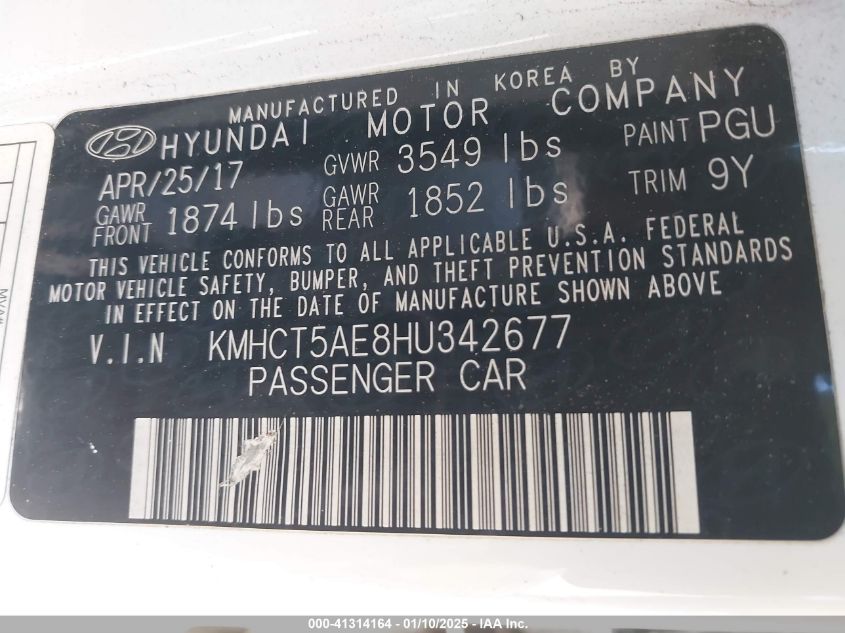 MANUFACTURED IN KOREA BY
HYUNDAI MOTOR COMPANY
APR/25/17 GVWR 3549 lbs PAINT PGU
GAWR FRONT 1874 lbs GAWR REAR 1852 lbs TRIM 9Y
THIS VEHICLE CONFORMS TO ALL APPLICABLE U.S.A. FEDERAL
MOTOR VEHICLE SAFETY, BUMPER, AND THEFT PREVENTION STANDARDS
IN EFFECT ON THE DATE OF MANUFACTURE SHOWN ABOVE
V.I.N KMHCT5AE8HU342677
PASSENGER CAR
000-41314164 — 01/10/2025 — IAA Inc.